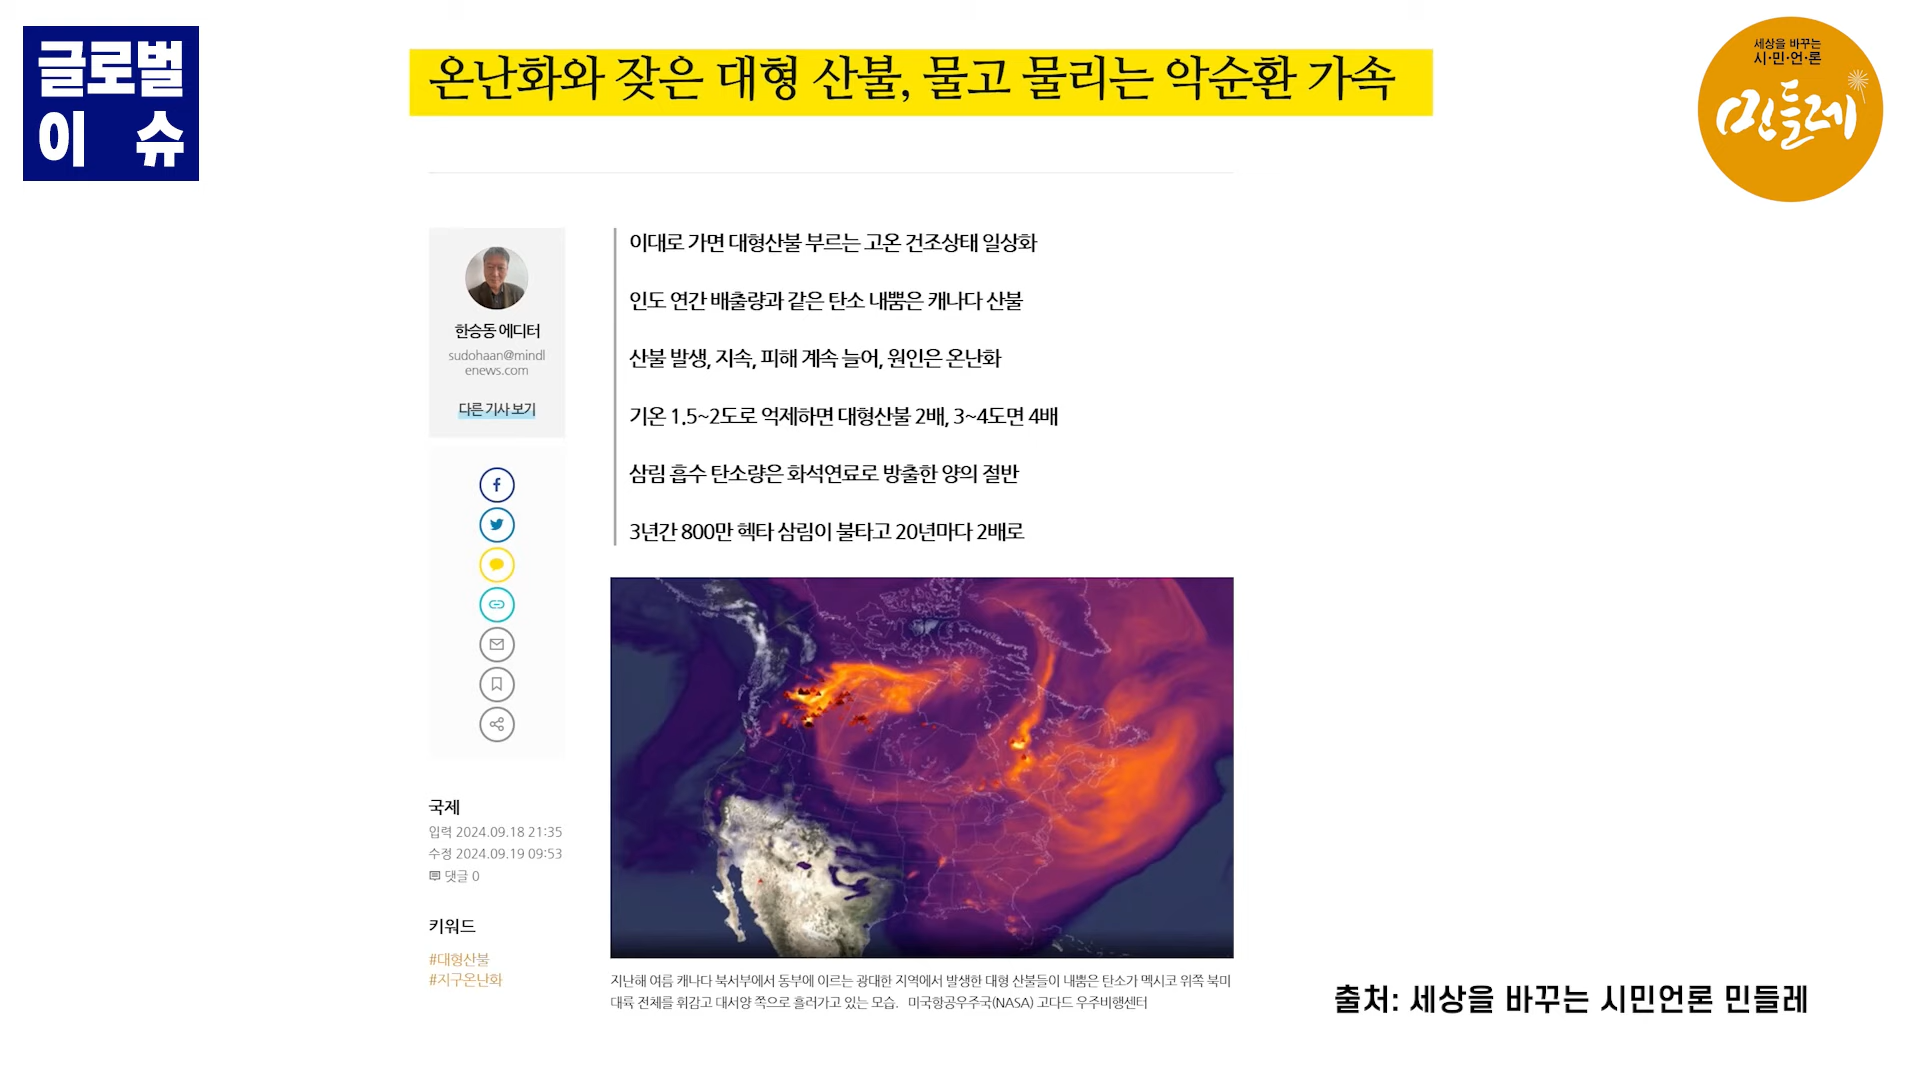 글로벌
이 슈
온난화와 잦은 대형 산불, 물고 물리는 악순환 가속
세상을 바꾸는
시·민·언·론
민들레
한승동 에디터
sudohaan@mindl
enews.com
다른 기사 보기
이대로 가면 대형산불 부르는 고온 건조상태 일상화
인도 연간 배출량과 같은 탄소 내뿜은 캐나다 산불
산불 발생, 지속, 피해 계속 늘어, 원인은 온난화
기온 1.5~2도로 억제하면 대형산불 2배, 3~4도면 4배
삼림 흡수 탄소량은 화석연료로 방출한 양의 절반
3년간 800만 헥타 삼림이 불타고 20년마다 2배로
국제
입력 2024.09.18 21:35
수정 2024.09.19 09:53
댓글 0
키워드
#대형산불
#지구온난화
지난해 여름 캐나다 북서부에서 동부에 이르는 광대한 지역에서 발생한 대형 산불들이 내뿜은 탄소가 멕시코 위쪽 북미
대륙 전체를 휘감고 대서양 쪽으로 흘러가고 있는 모습. 미국항공우주국(NASA) 고다드 우주비행센터
출처: 세상을 바꾸는 시민언론 민들레